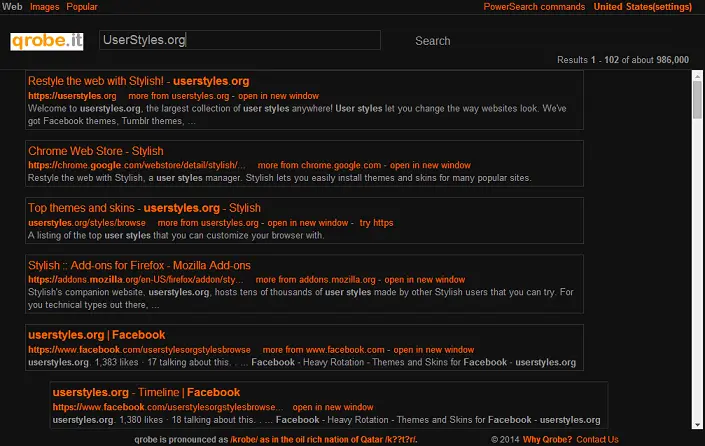 Web Images Popular PowerSearch commands United States(settings)
qrobe.it UserStyles.org Search
Results 1 - 102 of about 986,000
Restyle the web with Stylish! - userstyles.org
https://userstyles.org more from userstyles.org - open in new window
Welcome to userstyles.org, the largest collection of user styles anywhere! User styles let you change the way websites look. We've
got Facebook themes, Tumblr themes, ...
Chrome Web Store - Stylish
https://chrome.google.com/webstore/detail/stylish/... more from chrome.google.com - open in new window
Restyle the web with Stylish, a user styles manager. Stylish lets you easily install themes and skins for many popular sites.
Top themes and skins - userstyles.org - Stylish
userstyles.org/styles/browse more from userstyles.org - open in new window - try https
A listing of the top user styles that you can customize your browser with.
Stylish :: Add-ons for Firefox - Mozilla Add-ons
https://addons.mozilla.org/en-US/firefox/addon/sty... more from addons.mozilla.org - open in new window
Stylish's companion website, userstyles.org, hosts tens of thousands of user styles made by other Stylish users that you can try. For
you technical types out there, ...
userstyles.org | Facebook
https://www.facebook.com/userstylesorgstylesbrowse more from www.facebook.com - open in new window
userstyles.org. 1,383 likes · 17 talking about this. . ... Facebook - Heavy Rotation - Themes and Skins for Facebook - userstyles.org
userstyles.org - Timeline | Facebook
https://www.facebook.com/userstylesorgstylesbrowse... open in new window
userstyles.org. 1,380 likes · 18 talking about this. . ... Facebook - Heavy Rotation - Themes and Skins for Facebook - userstyles.org
qrobe is pronounced as /krobe/ as in the oil rich nation of Qatar /k??t?r/. © 2014 Why Qrobe? Contact Us